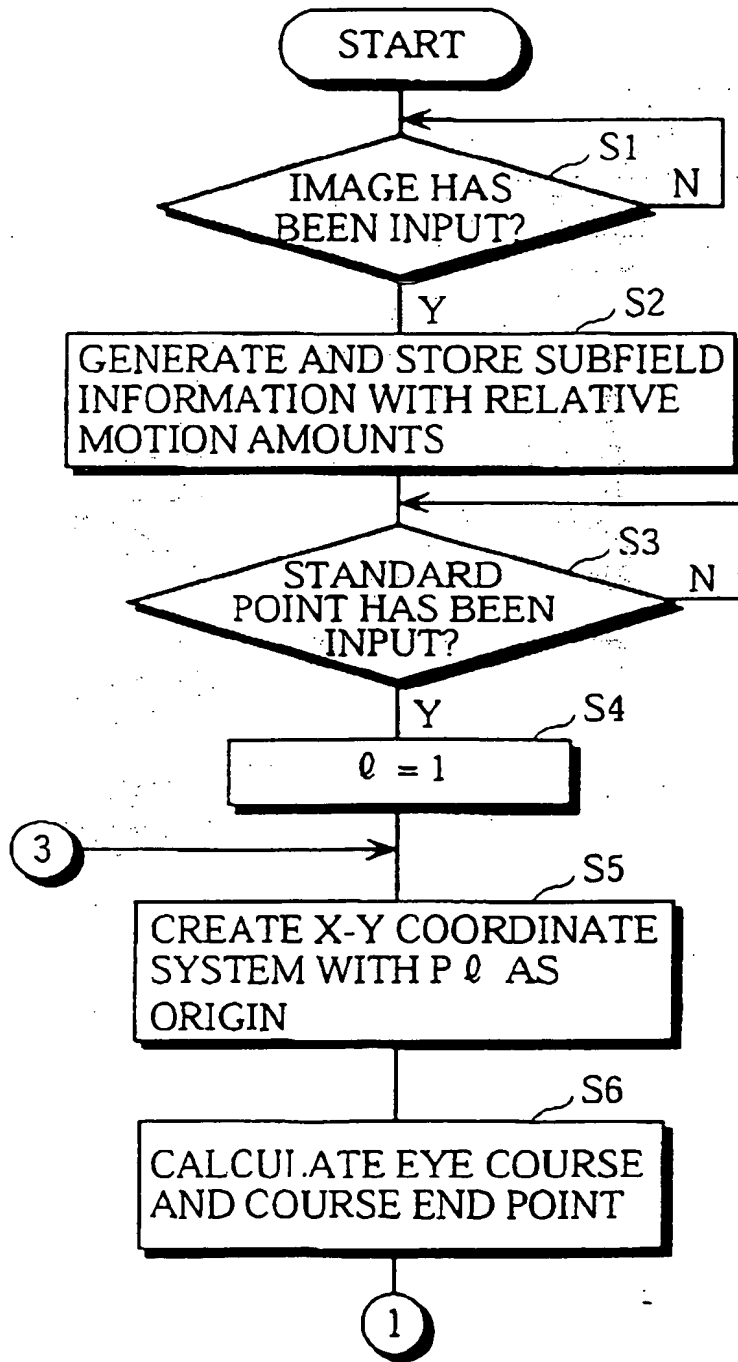 START
S1
IMAGE HAS
BEEN INPUT?
N
Y
S2
GENERATE AND STORE SUBFIELD
INFORMATION WITH RELATIVE
MOTION AMOUNTS
S3
STANDARD
POINT HAS BEEN
INPUT?
N
Y
S4
ℓ = 1
3
S5
CREATE X-Y COORDINATE
SYSTEM WITH P ℓ AS
ORIGIN
S6
CALCULATE EYE COURSE
AND COURSE END POINT
1